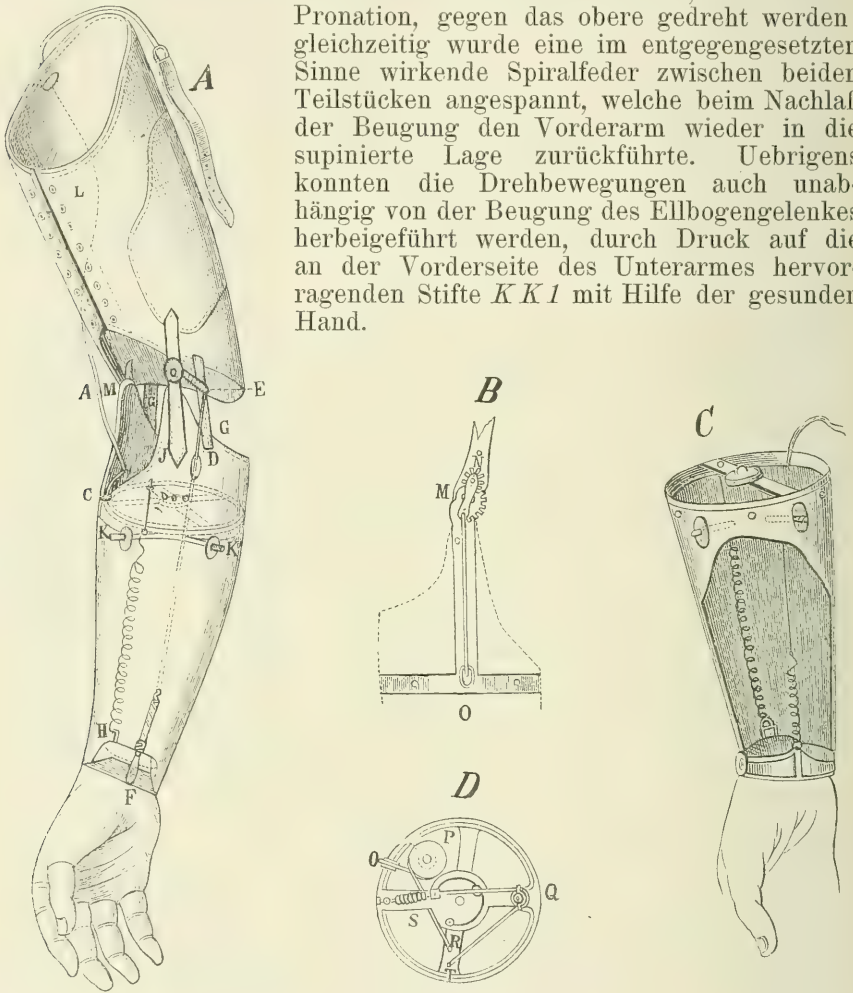 Pronation, gegen das obere gedreht werden
gleichzeitig wurde eine im entgegengesetzten
Sinne wirkende Spiralfeder zwischen beiden
Teilstücken angespannt, welche beim Nachlaß
der Beugung den Vorderarm wieder in die
supinierte Lage zurückführte. Uebrigens
konnten die Drehbewegungen auch unab-
hängig von der Beugung des Ellbogengelenkes
herbeigeführt werden, durch Druck auf die
an der Vorderseite des Unterarmes hervor-
ragenden Stifte KK1 mit Hilfe der gesunden
Hand.
A
L
A M G E
G
J D
C
K K
H
F
B
N
M
O
C
D
P
O
Q
S
R
T